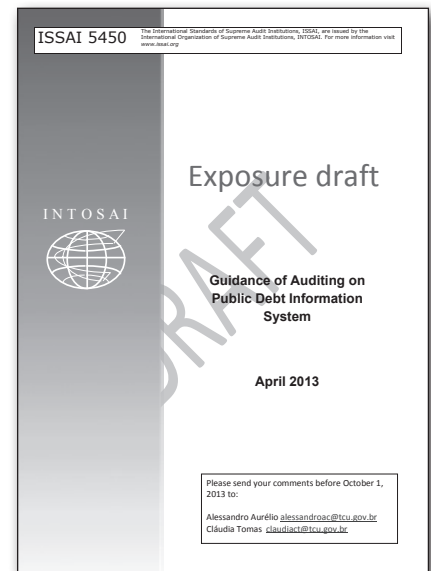 ISSAI 5450
The International Standards of Supreme Audit Institutions, ISSAI, are issued by the
International Organization of Supreme Audit Institutions, INTOSAI. For more information visit
www.issai.org
Exposure draft
INTOSAI
DRAFT
Guidance of Auditing on
Public Debt Information
System
April 2013
Please send your comments before October 1,
2013 to:
Alessandro Aurélio alessandroac@tcu.gov.br
Cláudia Tomas claudiact@tcu.gov.br